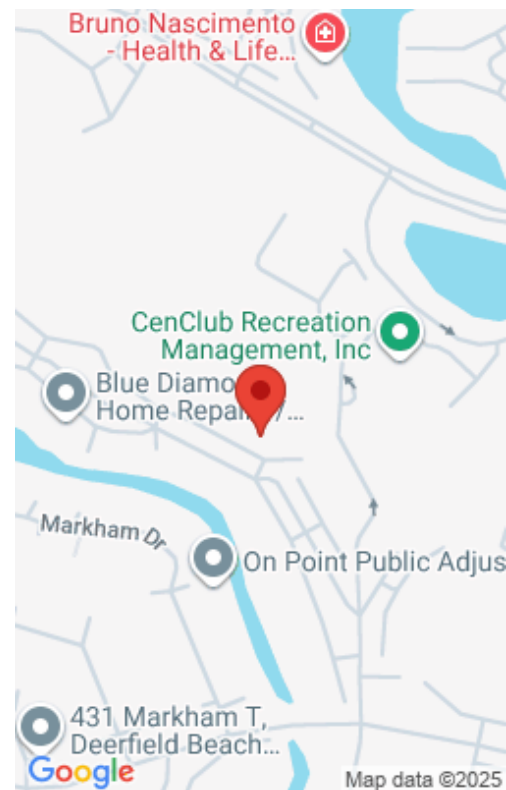 Bruno Nascimento
- Health & Life...
CenClub Recreation
Management, Inc
Blue Diamo
Home Repair
Markham Dr
On Point Public Adjus
431 Markham T,
Deerfield Beach...
Google
Map data ©2025